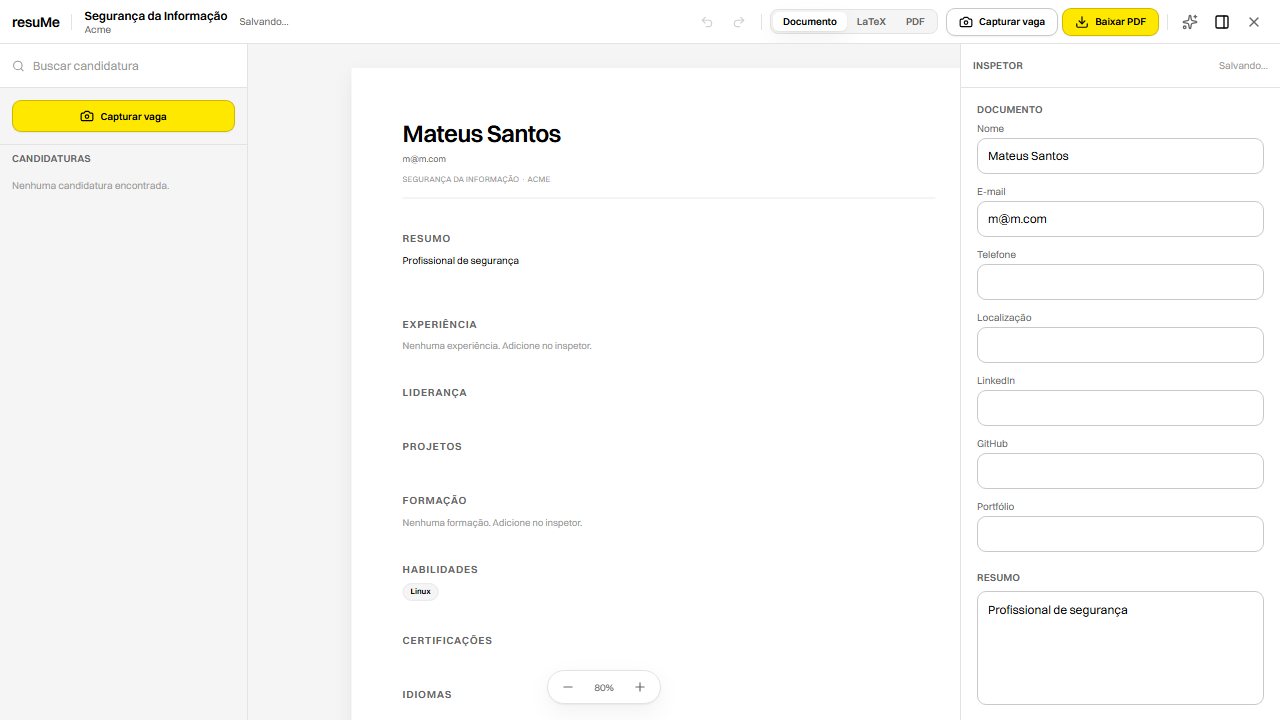 resuMe
Segurança da Informação
Acme
Salvando...
Documento
LaTeX
PDF
Capturar vaga
Baixar PDF
Buscar candidatura
Capturar vaga
CANDIDATURAS
Nenhuma candidatura encontrada.
Mateus Santos
m@m.com
SEGURANÇA DA INFORMAÇÃO · ACME
RESUMO
Profissional de segurança
EXPERIÊNCIA
Nenhuma experiência. Adicione no inspetor.
LIDERANÇA
PROJETOS
FORMAÇÃO
Nenhuma formação. Adicione no inspetor.
HABILIDADES
Linux
CERTIFICAÇÕES
IDIOMAS
80%
INSPETOR
Salvando...
DOCUMENTO
Nome
Mateus Santos
E-mail
m@m.com
Telefone
Localização
LinkedIn
GitHub
Portfólio
RESUMO
Profissional de segurança